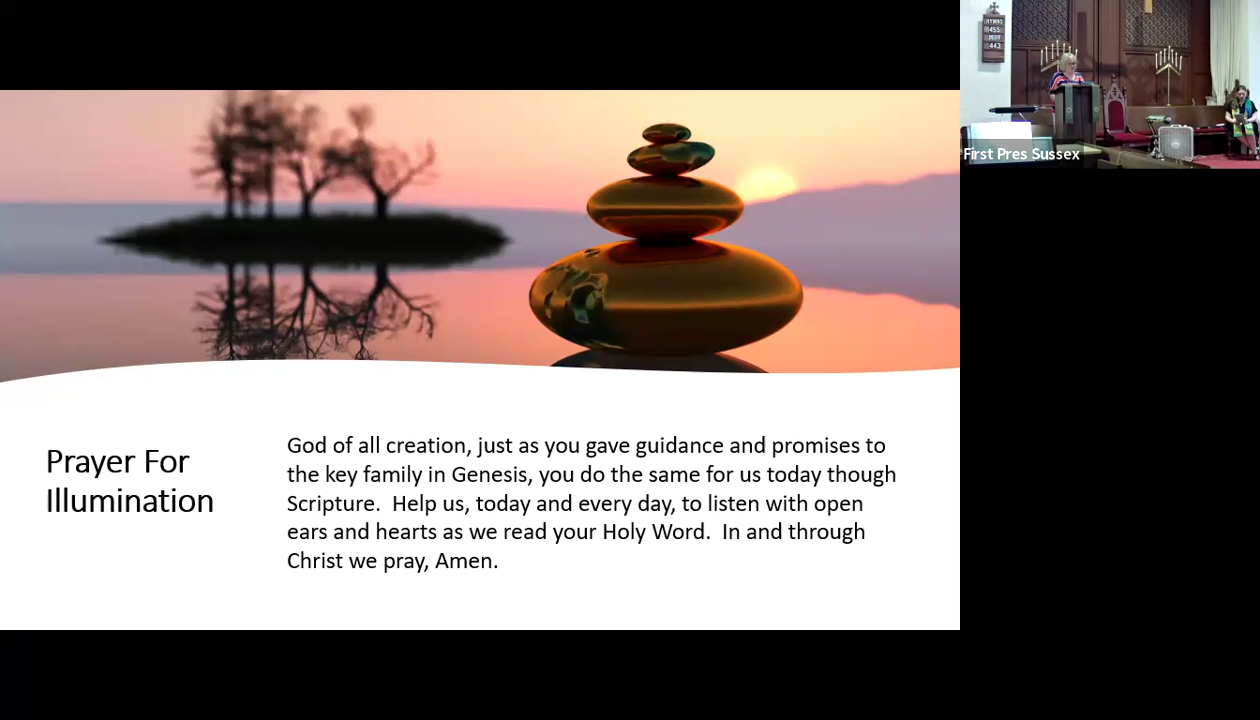 HYMNS
455
443
First Pres Sussex
Prayer For
Illumination
God of all creation, just as you gave guidance and promises to
the key family in Genesis, you do the same for us today though
Scripture.  Help us, today and every day, to listen with open
ears and hearts as we read your Holy Word.  In and through
Christ we pray, Amen.